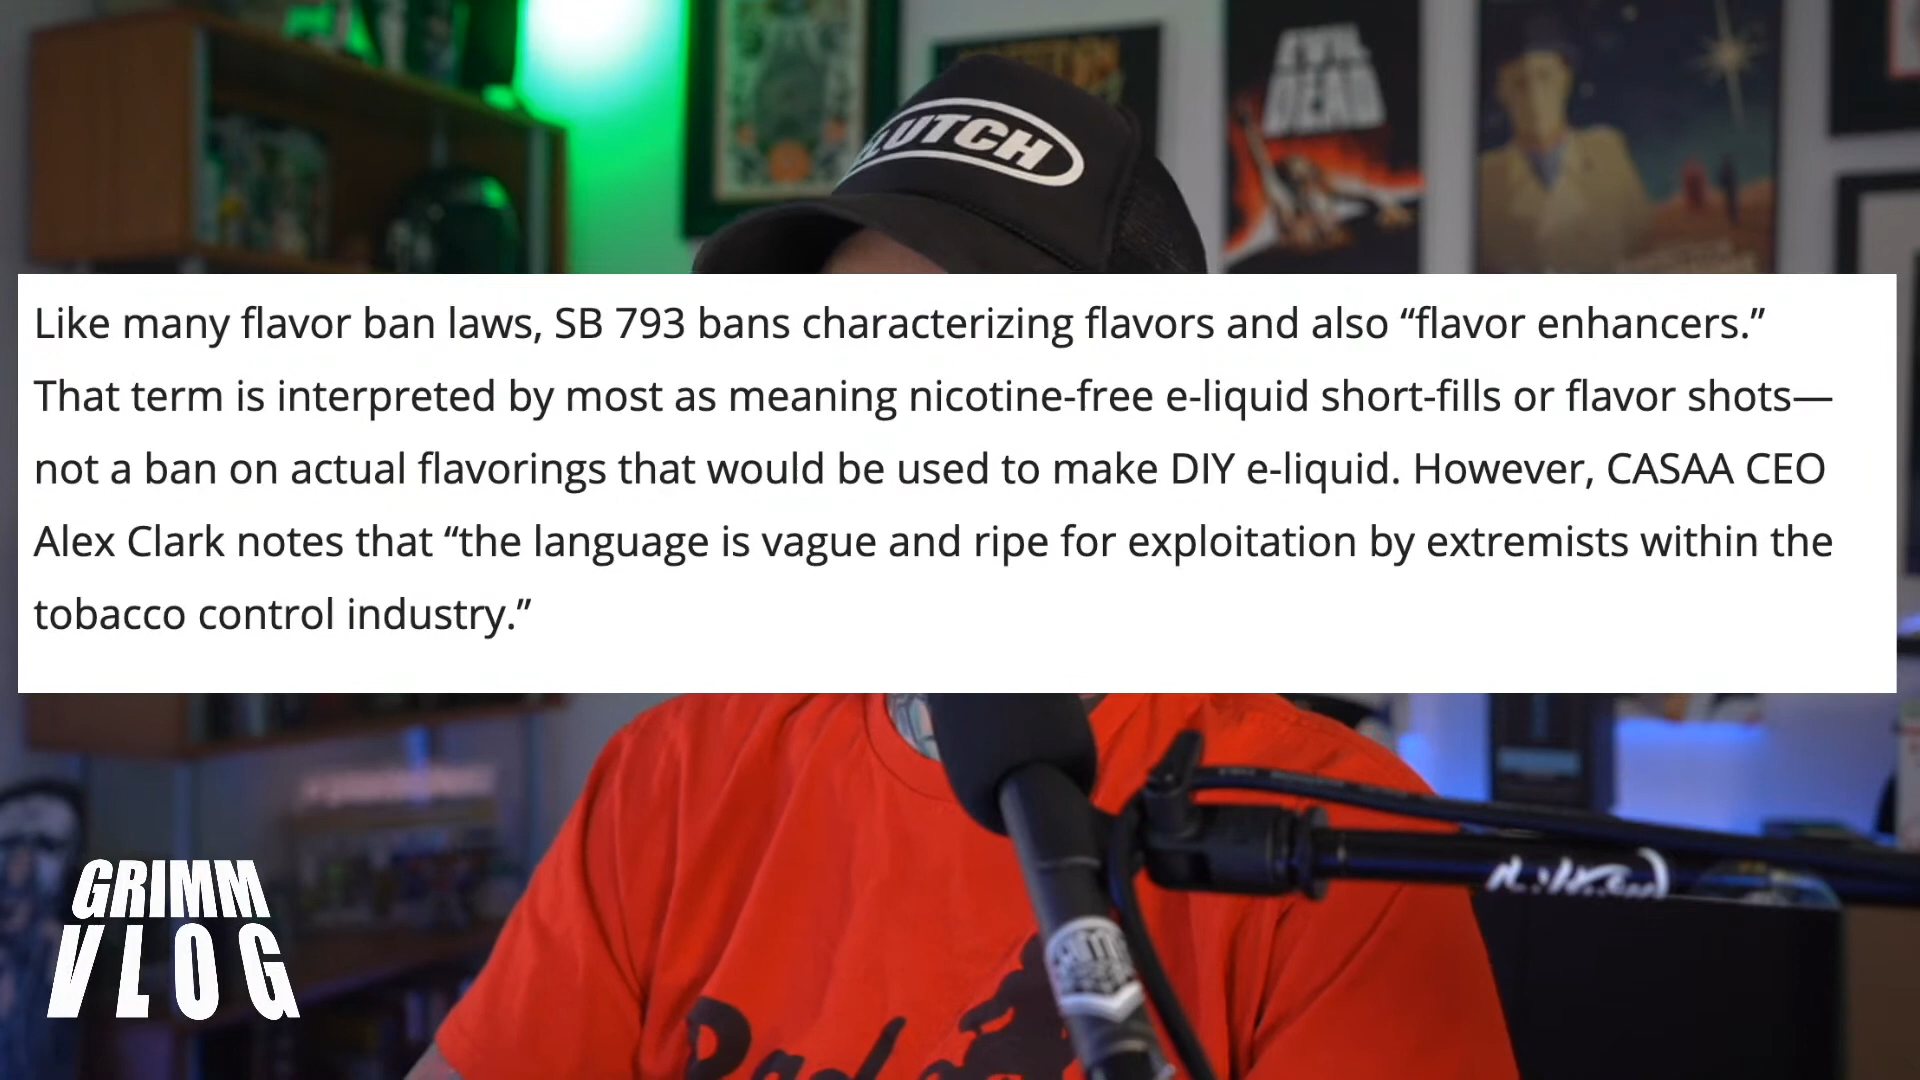 CLUTCH
EVIL
DEAD
Like many flavor ban laws, SB 793 bans characterizing flavors and also “flavor enhancers.”
That term is interpreted by most as meaning nicotine-free e-liquid short-fills or flavor shots—
not a ban on actual flavorings that would be used to make DIY e-liquid. However, CASAA CEO
Alex Clark notes that “the language is vague and ripe for exploitation by extremists within the
tobacco control industry.”
GRIMM
VLOG